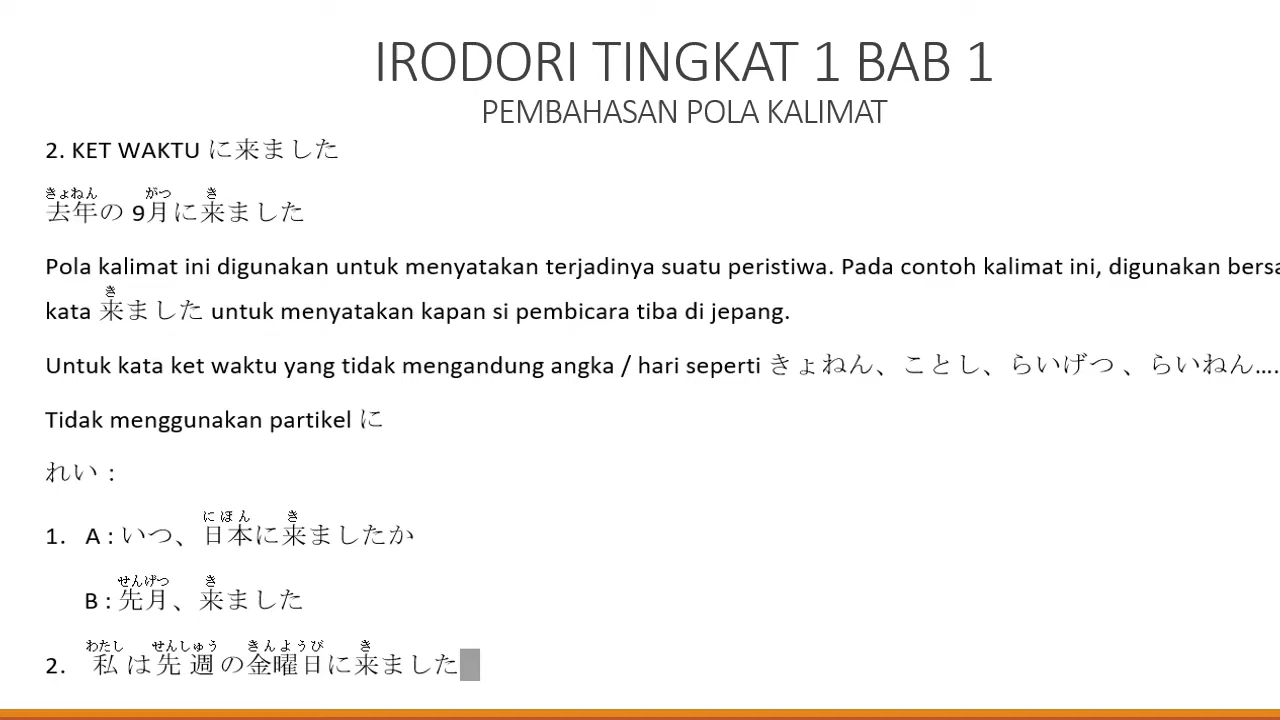 IRODORI TINGKAT 1 BAB 1
PEMBAHASAN POLA KALIMAT
2. KET WAKTU に来ました
きょねん がつ き
去年の 9月に来ました
Pola kalimat ini digunakan untuk menyatakan terjadinya suatu peristiwa. Pada contoh kalimat ini, digunakan
き
kata 来ました untuk menyatakan kapan si pembicara tiba di jepang.
Untuk kata ket waktu yang tidak mengandung angka / hari seperti きょねん、ことし、らいげつ 、らいねん….
Tidak menggunakan partikel に
れい :
にほん き
1. A : いつ、日本に来ましたか
せんげつ き
B : 先月、来ました
わたし せんしゅう きんようび き
2. 私は先週の金曜日に来ました